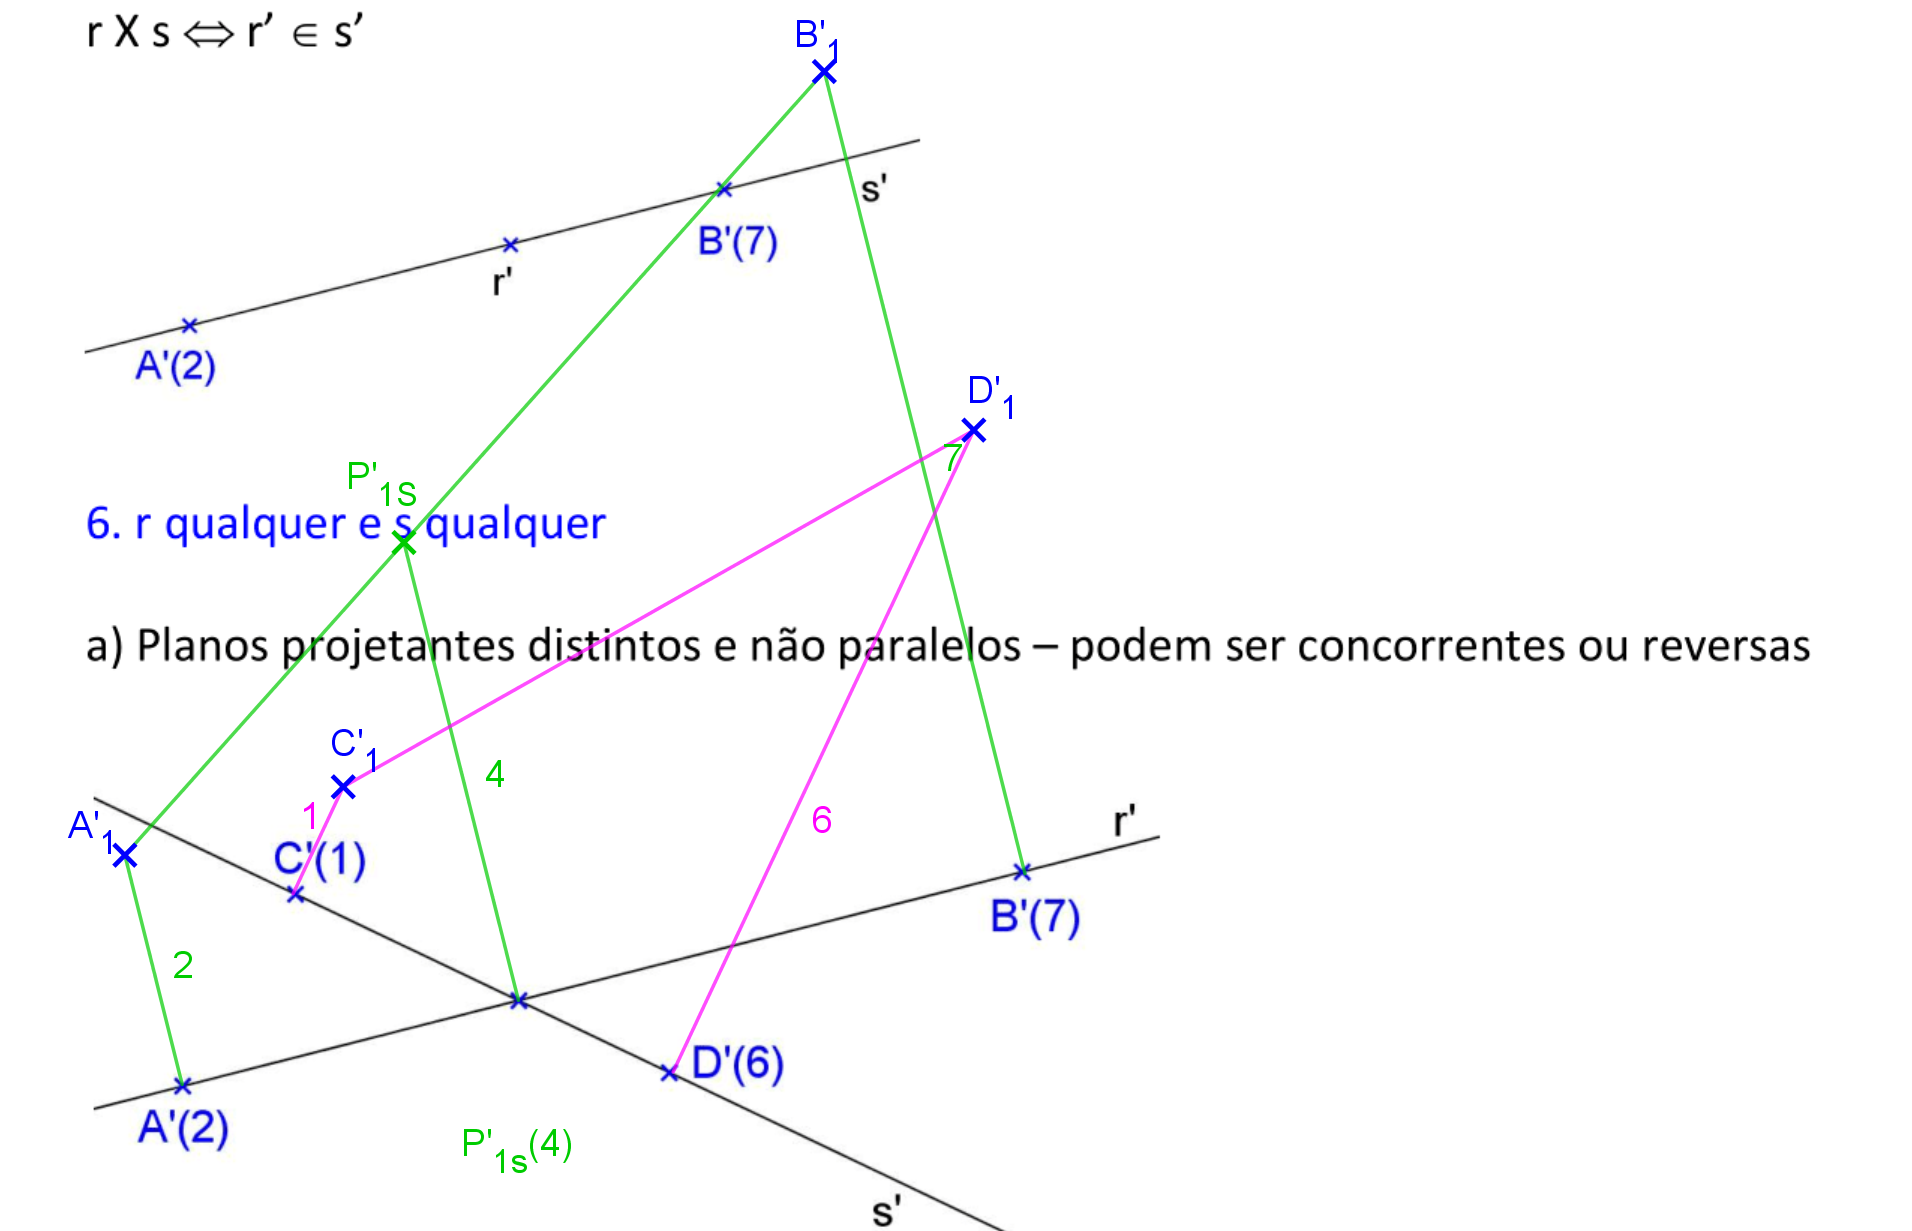 r X s ⇔ r′ ∈ s′
B'₁
s'
B'(7)
r'
A'(2)
D'₁
7
P'₁S
6. r qualquer e s qualquer
a) Planos projetantes distintos e não paralelos – podem ser concorrentes ou reversas
C'₁
4
1
6
r'
A'₁
C'(1)
B'(7)
2
D'(6)
A'(2)
P'₁s(4)
s'